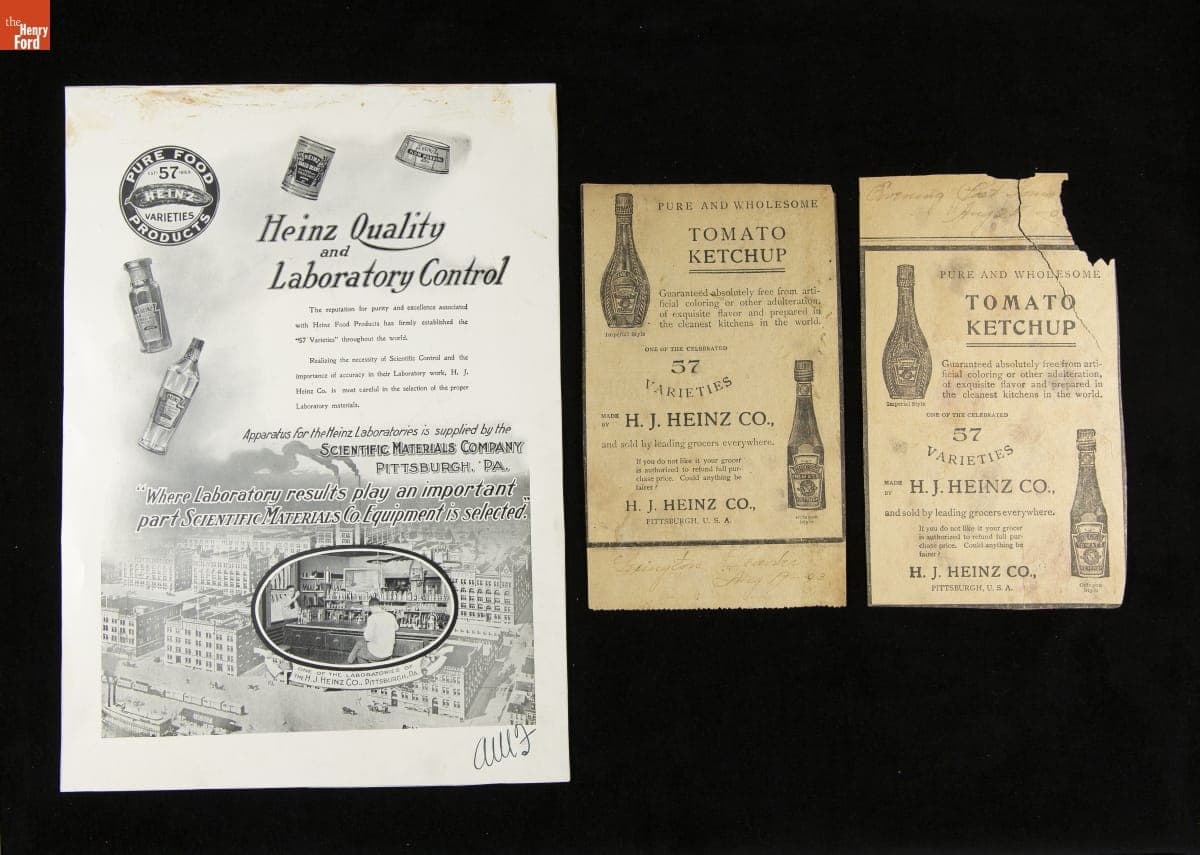 the
Henry
Ford
PURE FOOD
EST. 57 1869
HEINZ
VARIETIES
PRODUCTS
Heinz Quality
and
Laboratory Control
The reputation for purity and excellence associated
with Heinz Food Products has firmly established the
"57 Varieties" throughout the world.
Realizing the necessity of Scientific Control and the
importance of accuracy in their Laboratory work, H. J.
Heinz Co. is most careful in the selection of the proper
Laboratory materials.
Apparatus for the Heinz Laboratories is supplied by the
SCIENTIFIC MATERIALS COMPANY
PITTSBURGH, PA.
"Where Laboratory results play an important
part SCIENTIFIC MATERIALS CO. Equipment is selected."
ONE OF THE LABORATORIES OF
THE H.J. HEINZ CO., PITTSBURGH, PA.
PURE AND WHOLESOME
TOMATO
KETCHUP
Guaranteed absolutely free from arti-
ficial coloring or other adulteration,
of exquisite flavor and prepared in
the cleanest kitchens in the world.
Imperial Style
ONE OF THE CELEBRATED
57
VARIETIES
MADE
BY H. J. HEINZ CO.,
and sold by leading grocers everywhere.
If you do not like it your grocer
is authorized to refund full pur-
chase price. Could anything be
fairer?
Octagon
Style
H. J. HEINZ CO.,
PITTSBURGH, U. S. A.
Lexington Leader
Aug
Evening
Aug
PURE AND WHOLESOME
TOMATO
KETCHUP
Guaranteed absolutely free from arti-
ficial coloring or other adulteration,
of exquisite flavor and prepared in
the cleanest kitchens in the world.
Imperial Style
ONE OF THE CELEBRATED
57
VARIETIES
MADE
BY H. J. HEINZ CO.,
and sold by leading grocers everywhere.
If you do not like it your grocer
is authorized to refund full pur-
chase price. Could anything be
fairer?
H. J. HEINZ CO.,
PITTSBURGH, U. S. A.
Octagon
Style